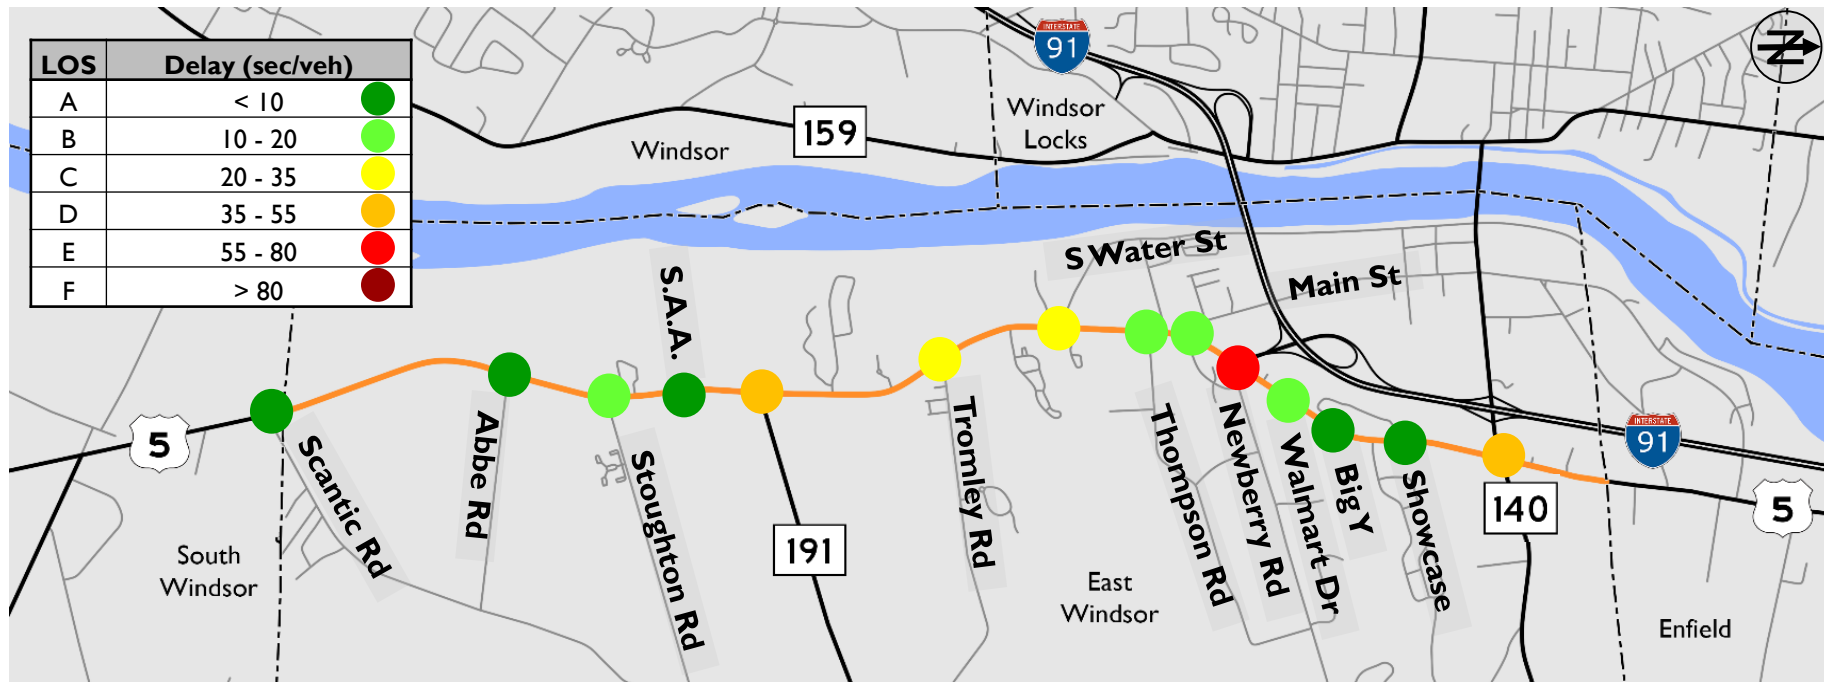 LOS Delay (sec/veh)
A < 10
B 10 - 20
C 20 - 35
D 35 - 55
E 55 - 80
F > 80
INTERSTATE
91
N
Windsor
Locks
159
Windsor
S Water St
Main St
S.A.A.
5
Scantic Rd
Abbe Rd
Stoughton Rd
191
Tromley Rd
Thompson Rd
Newberry Rd
Walmart Dr
Big Y
Showcase
140
INTERSTATE
91
5
South
Windsor
East
Windsor
Enfield